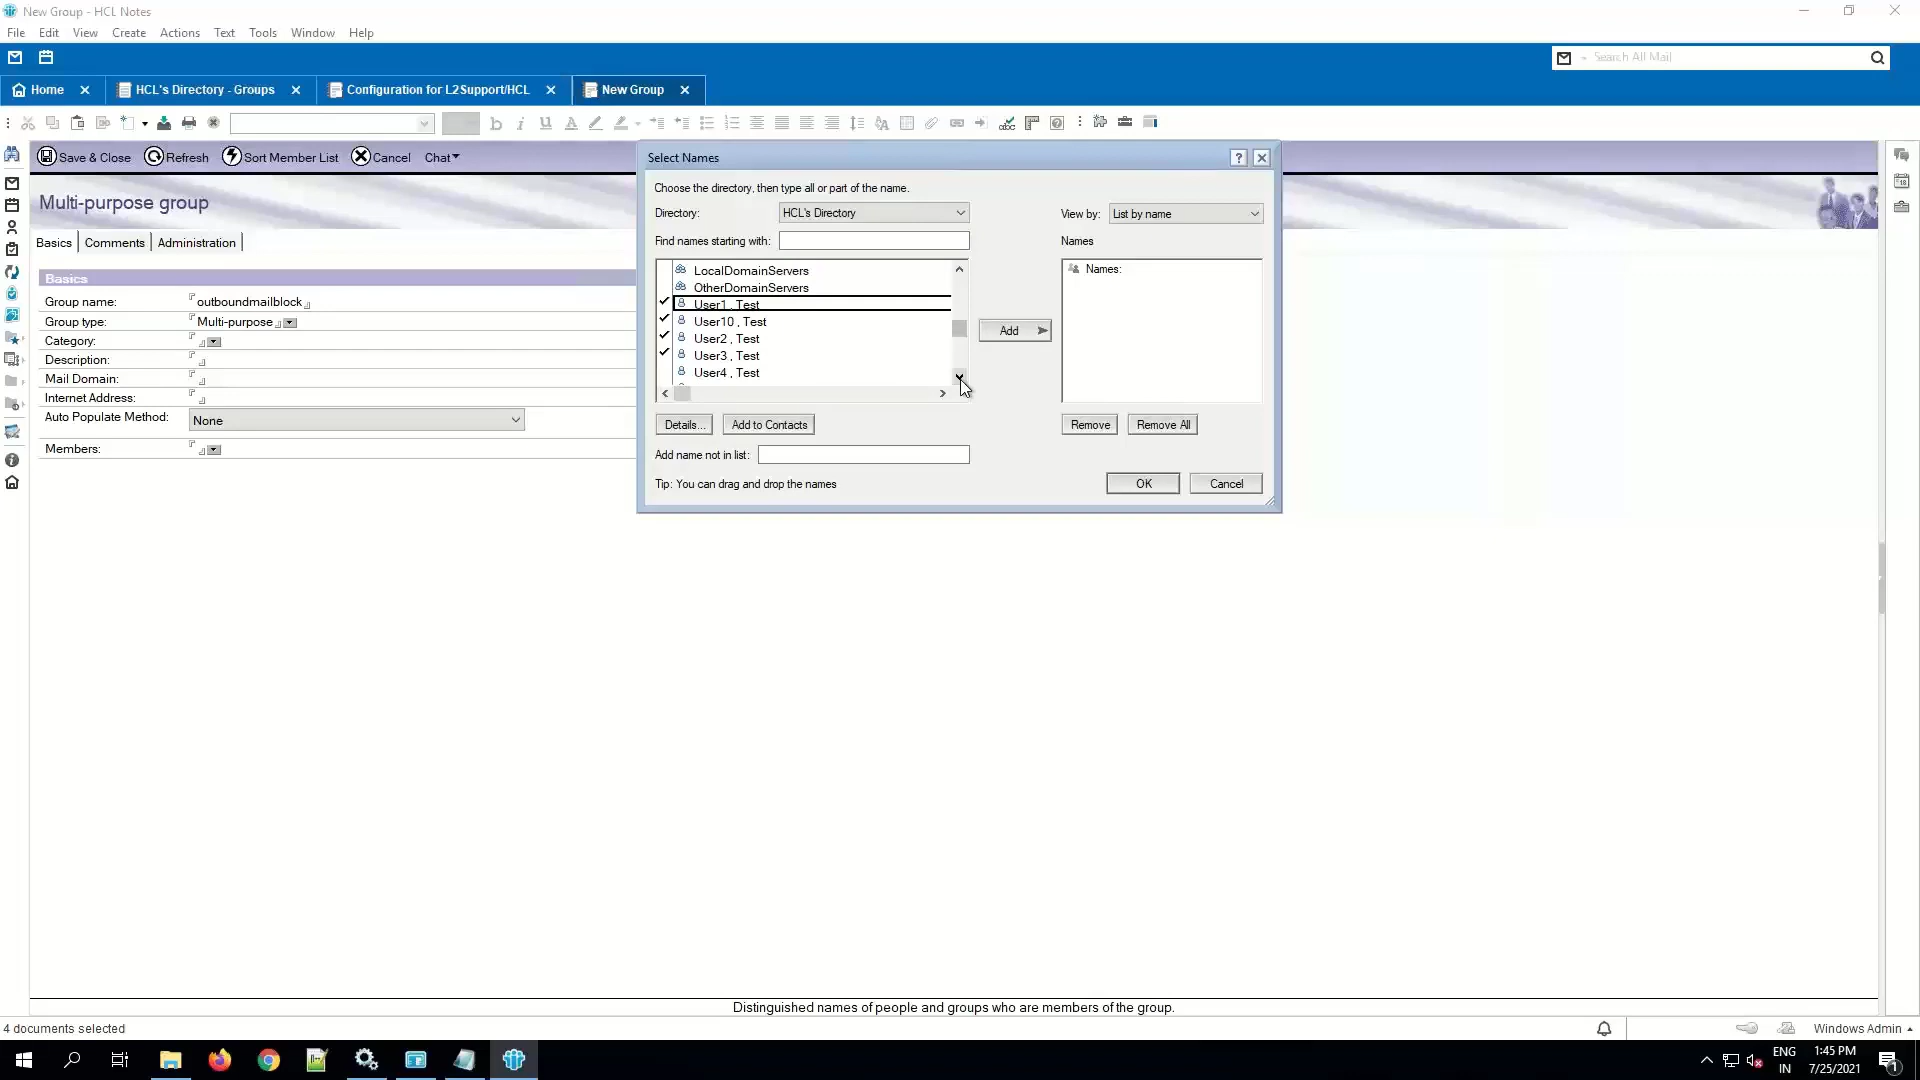 New Group - HCL Notes
File Edit View Create Actions Text Tools Window Help
Search All Mail
Home HCL's Directory - Groups Configuration for L2Support/HCL New Group
Save & Close Refresh Sort Member List Cancel Chat
Multi-purpose group
Basics Comments Administration
Basics
Group name: outboundmailblock
Group type: Multi-purpose
Category:
Description:
Mail Domain:
Internet Address:
Auto Populate Method: None
Members:
Select Names
Choose the directory, then type all or part of the name.
Directory: HCL's Directory View by: List by name
Find names starting with: Names
LocalDomainServers Names:
OtherDomainServers
User1 , Test
User10 , Test
User2 , Test
User3 , Test
User4 , Test
Add
Details... Add to Contacts Remove Remove All
Add name not in list:
Tip: You can drag and drop the names OK Cancel
Distinguished names of people and groups who are members of the group.
4 documents selected Windows Admin
ENG
IN
1:45 PM
7/25/2021
1